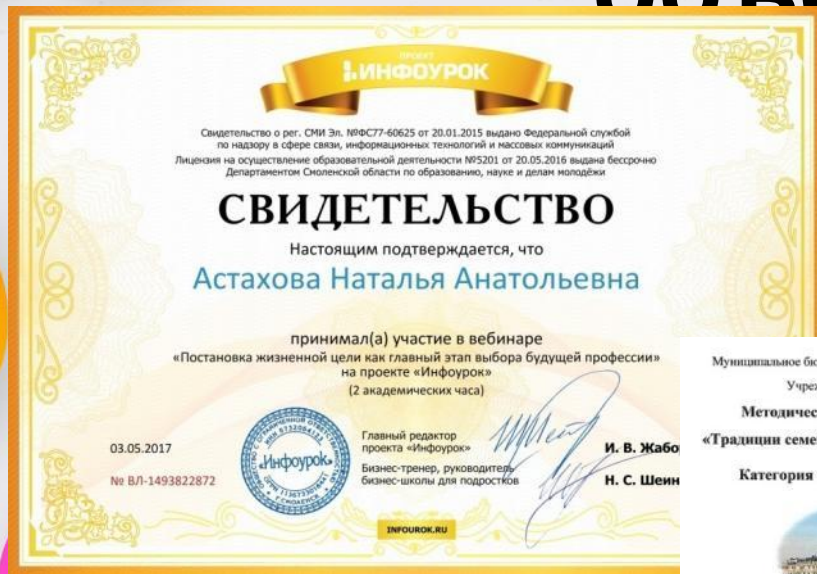 ПРОЕКТ
ИНФОУРОК
Свидетельство о рег. СМИ Эл. №ФС77-60625 от 20.01.2015 выдано Федеральной службой
по надзору в сфере связи, информационных технологий и массовых коммуникаций
Лицензия на осуществление образовательной деятельности №5201 от 20.05.2016 выдана бессрочно
Департаментом Смоленской области по образованию, науке и делам молодёжи
СВИДЕТЕЛЬСТВО
Настоящим подтверждается, что
Астахова Наталья Анатольевна
принимал(а) участие в вебинаре
«Постановка жизненной цели как главный этап выбора будущей профессии»
на проекте «Инфоурок»
(2 академических часа)
03.05.2017
№ ВЛ-1493822872
«Инфоурок»
Главный редактор
проекта «Инфоурок»
И. В. Жабо
Бизнес-тренер, руководитель
бизнес-школы для подростков
Н. С. Шеин
INFOUROK.RU
Муниципальное бю
Учре
Методичес
«Традиции семе
Категория